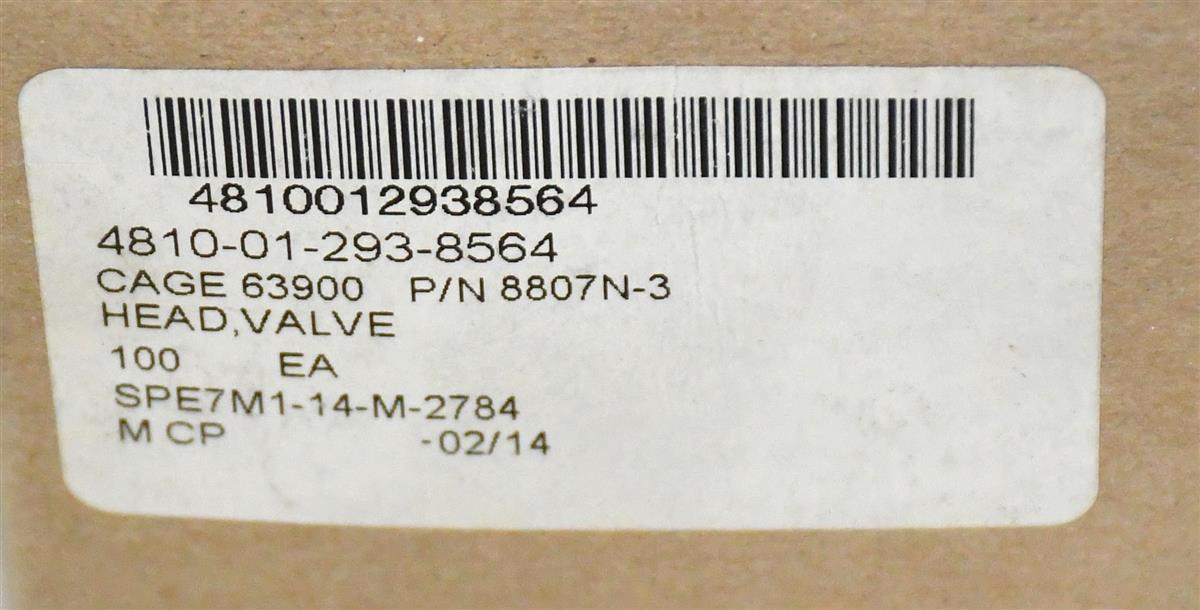 4810012938564
4810-01-293-8564
CAGE 63900 P/N 8807N-3
HEAD,VALVE
100 EA
SPE7M1-14-M-2784
M CP -02/14